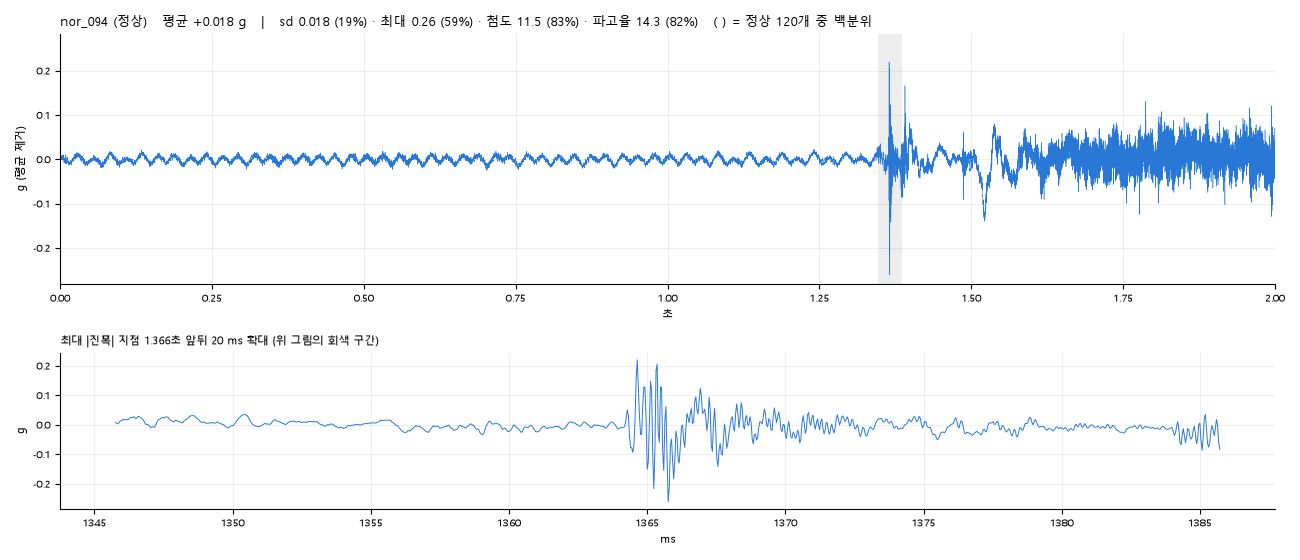 nor_094 (정상)    평균 +0.018 g    |    sd 0.018 (19%) · 최대 0.26 (59%) · 첨도 11.5 (83%) · 파고율 14.3 (82%)    ( ) = 정상 120개 중 백분위
g (평균 제거)
0.2
0.1
0.0
-0.1
-0.2
0.00 0.25 0.50 0.75 1.00 1.25 1.50 1.75 2.00
초
최대 |진폭| 지점 1.366초 앞뒤 20 ms 확대 (위 그림의 회색 구간)
g
0.2
0.1
0.0
-0.1
-0.2
1345 1350 1355 1360 1365 1370 1375 1380 1385
ms